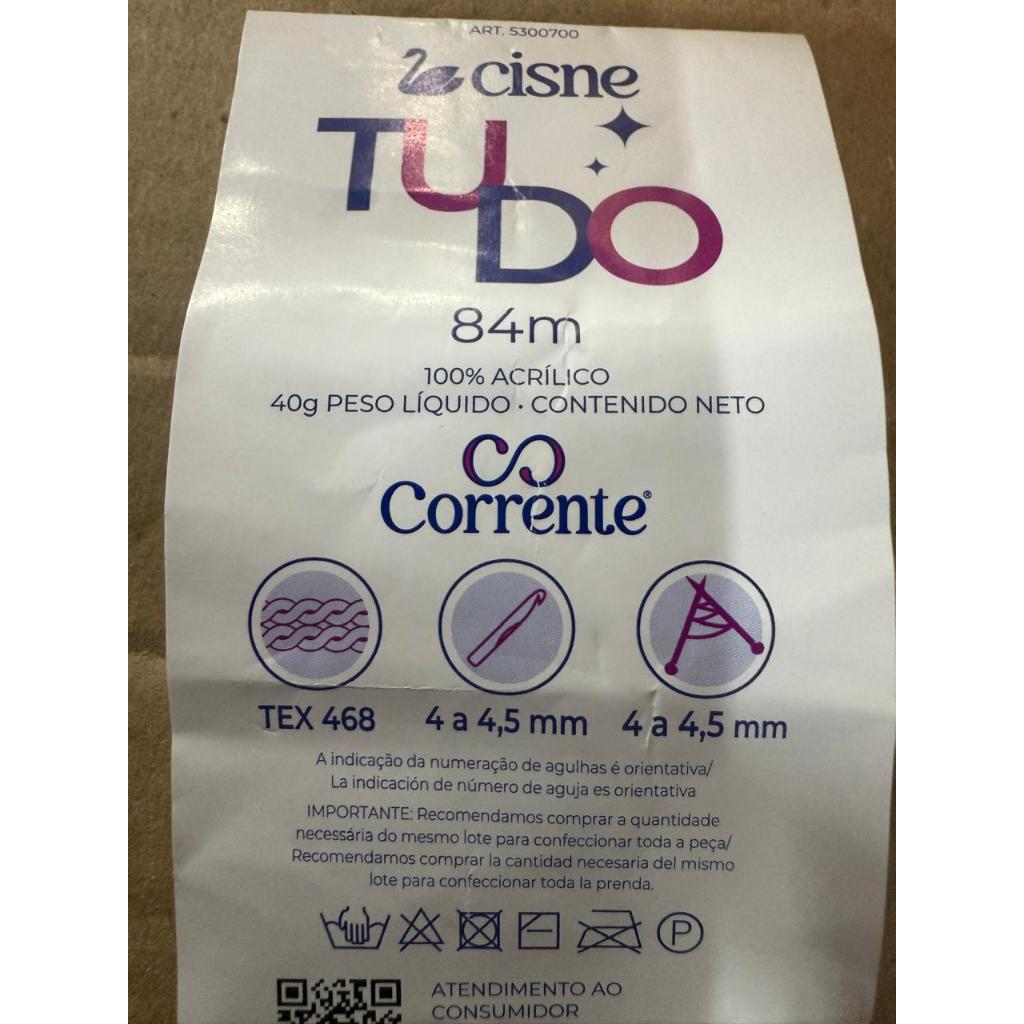 ART. 5300700
cisne
TUDO
84m
100% ACRÍLICO
40g PESO LÍQUIDO • CONTENIDO NETO
Corrente®
TEX 468 4 a 4,5 mm 4 a 4,5 mm
A indicação da numeração de agulhas é orientativa/
La indicación de número de aguja es orientativa
IMPORTANTE: Recomendamos comprar a quantidade
necessária do mesmo lote para confeccionar toda a peça/
Recomendamos comprar la cantidad necesaria del mismo
lote para confeccionar toda la prenda.
P
ATENDIMENTO AO
CONSUMIDOR